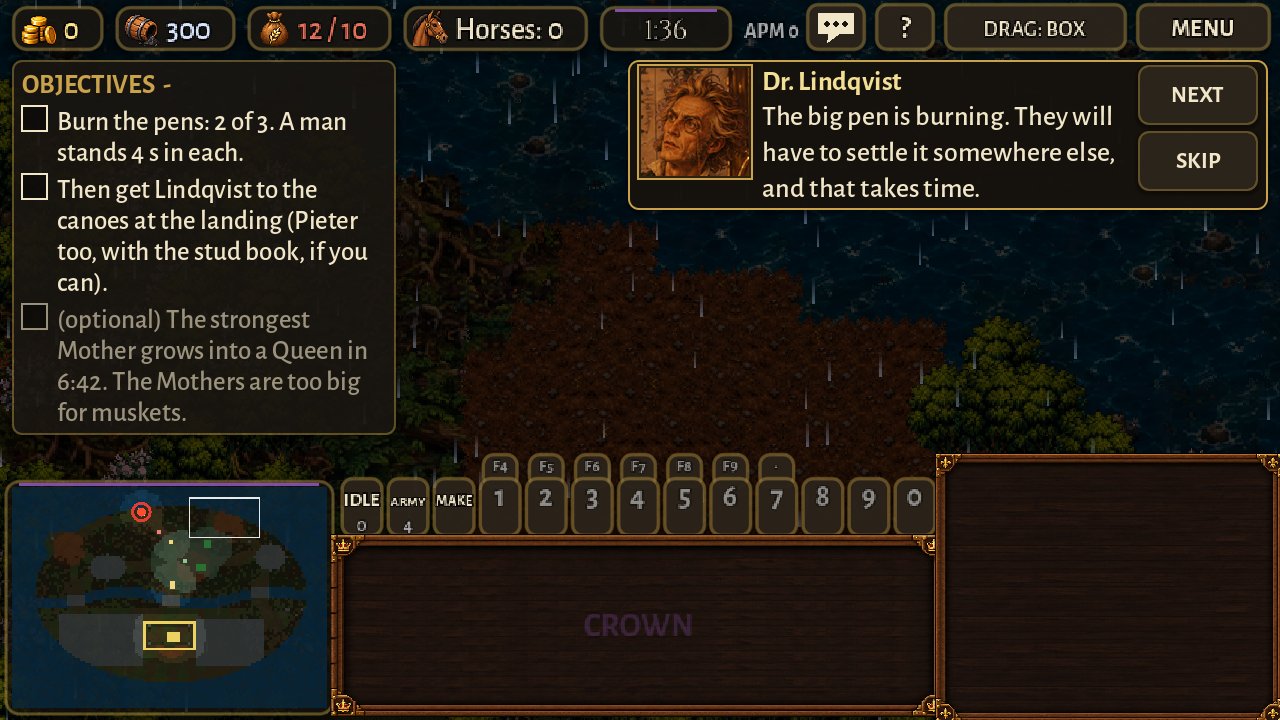 0
300
12 / 10
Horses: 0
1:36
APM 0
?
DRAG: BOX
MENU
OBJECTIVES -
Burn the pens: 2 of 3. A man
stands 4 s in each.
Then get Lindqvist to the
canoes at the landing (Pieter
too, with the stud book, if you
can).
(optional) The strongest
Mother grows into a Queen in
6:42. The Mothers are too big
for muskets.
Dr. Lindqvist
The big pen is burning. They will
have to settle it somewhere else,
and that takes time.
NEXT
SKIP
F4
F5
F6
F7
F8
F9
.
IDLE
0
ARMY
4
MAKE
1
2
3
4
5
6
7
8
9
0
CROWN